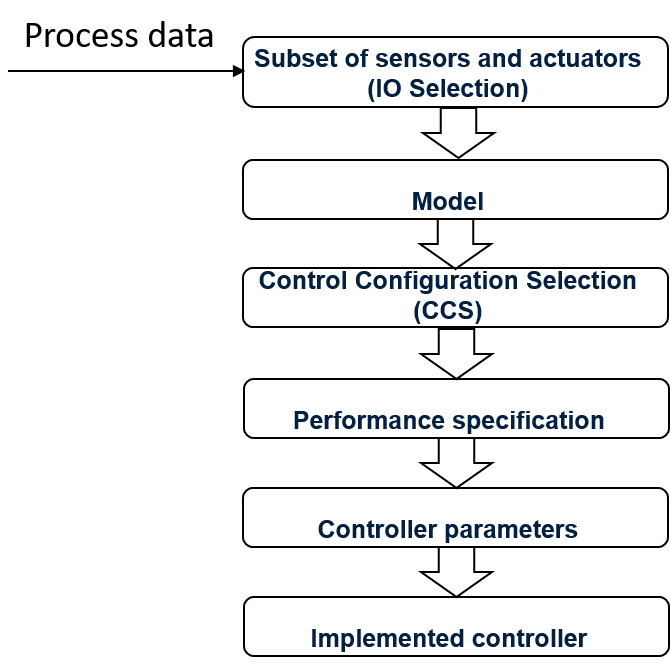 Process data
Subset of sensors and actuators
(IO Selection)
Model
Control Configuration Selection
(CCS)
Performance specification
Controller parameters
Implemented controller